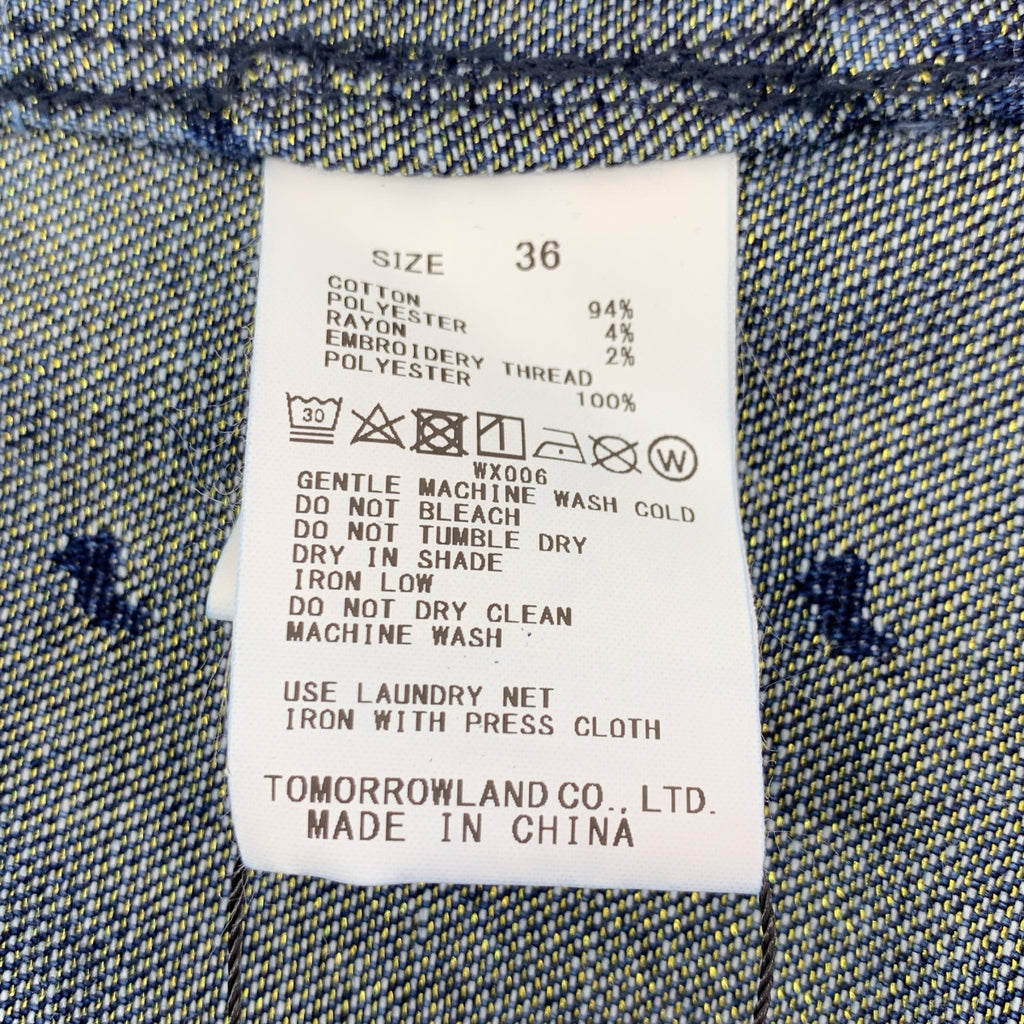 SIZE 36
COTTON 94%
POLYESTER 4%
RAYON 2%
EMBROIDERY THREAD
POLYESTER 100%
30 W
WX006
GENTLE MACHINE WASH COLD
DO NOT BLEACH
DO NOT TUMBLE DRY
DRY IN SHADE
IRON LOW
DO NOT DRY CLEAN
MACHINE WASH
USE LAUNDRY NET
IRON WITH PRESS CLOTH
TOMORROWLAND CO., LTD.
MADE IN CHINA